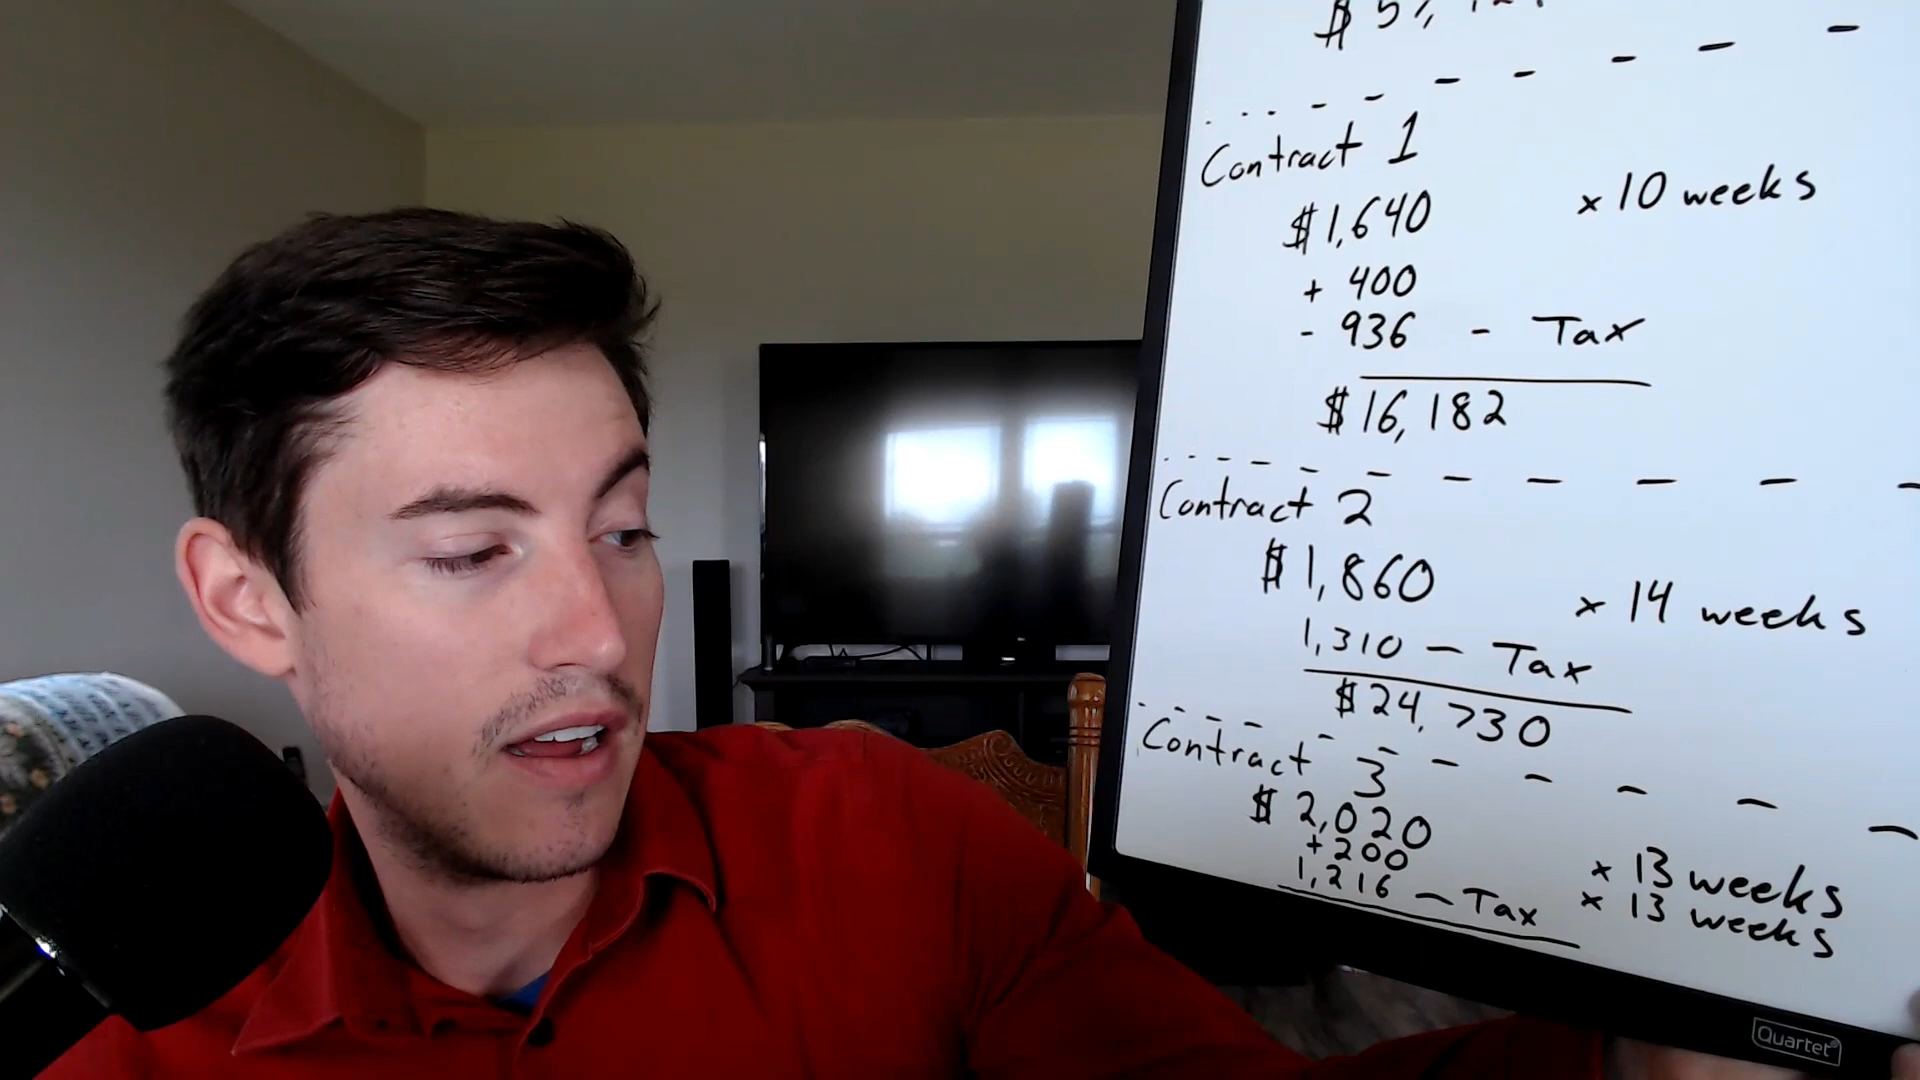 Contract 1
$1,640 × 10 weeks
+ 400
- 936 - Tax
$16,182
Contract 2
$1,860 × 14 weeks
1,310 - Tax
$24,730
Contract 3
$2,020 × 13 weeks
+200 × 13 weeks
1,216 - Tax
Quartet